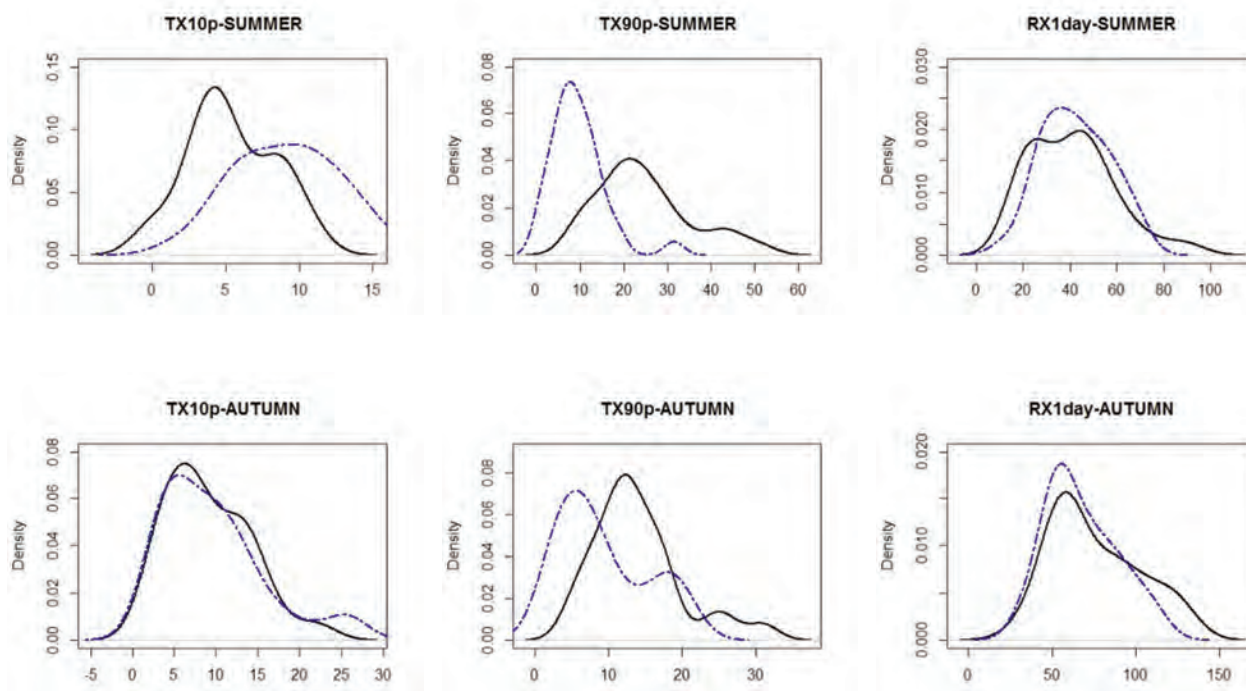 TX10p-SUMMER
Density
0.00 0.05 0.10 0.15
0 5 10 15
TX90p-SUMMER
Density
0.00 0.02 0.04 0.06 0.08
0 10 20 30 40 50 60
RX1day-SUMMER
Density
0.000 0.010 0.020 0.030
0 20 40 60 80 100
TX10p-AUTUMN
Density
0.00 0.02 0.04 0.06 0.08
-5 0 5 10 15 20 25 30
TX90p-AUTUMN
Density
0.00 0.02 0.04 0.06 0.08
0 10 20 30
RX1day-AUTUMN
Density
0.000 0.010 0.020
0 50 100 150